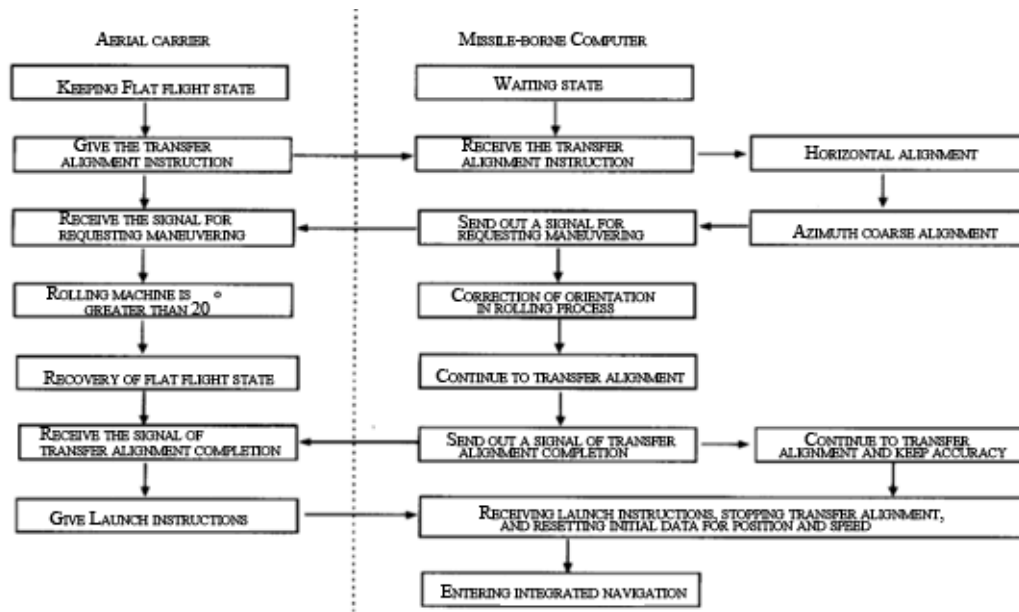 AERIAL CARRIER
MISSILE-BORNE COMPUTER
KEEPING FLAT FLIGHT STATE
WAITING STATE
GIVE THE TRANSFER
ALIGNMENT INSTRUCTION
RECEIVE THE TRANSFER
ALIGNMENT INSTRUCTION
HORIZONTAL ALIGNMENT
RECEIVE THE SIGNAL FOR
REQUESTING MANEUVERING
SEND OUT A SIGNAL FOR
REQUESTING MANEUVERING
AZIMUTH COARSE ALIGNMENT
ROLLING MACHINE IS
GREATER THAN 20°
CORRECTION OF ORIENTATION
IN ROLLING PROCESS
RECOVERY OF FLAT FLIGHT STATE
CONTINUE TO TRANSFER ALIGNMENT
RECEIVE THE SIGNAL OF
TRANSFER ALIGNMENT COMPLETION
SEND OUT A SIGNAL OF TRANSFER
ALIGNMENT COMPLETION
CONTINUE TO TRANSFER
ALIGNMENT AND KEEP ACCURACY
GIVE LAUNCH INSTRUCTIONS
RECEIVING LAUNCH INSTRUCTIONS, STOPPING TRANSFER ALIGNMENT,
AND RESETTING INITIAL DATA FOR POSITION AND SPEED
ENTERING INTEGRATED NAVIGATION